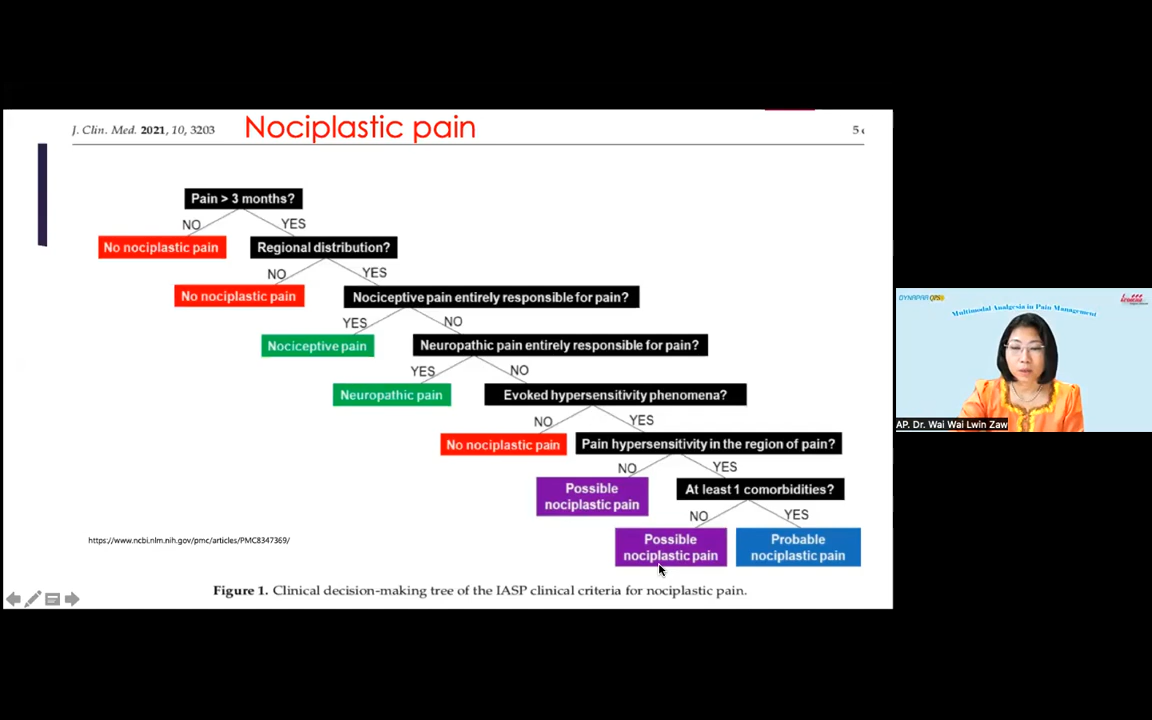 J. Clin. Med. 2021, 10, 3203
Nociplastic pain
5
Pain > 3 months?
NO
YES
No nociplastic pain
Regional distribution?
NO
YES
No nociplastic pain
Nociceptive pain entirely responsible for pain?
YES
NO
Nociceptive pain
Neuropathic pain entirely responsible for pain?
YES
NO
Neuropathic pain
Evoked hypersensitivity phenomena?
NO
YES
No nociplastic pain
Pain hypersensitivity in the region of pain?
NO
YES
Possible
nociplastic pain
At least 1 comorbidities?
NO
YES
Possible
nociplastic pain
Probable
nociplastic pain
https://www.ncbi.nlm.nih.gov/pmc/articles/PMC8347369/
Figure 1. Clinical decision-making tree of the IASP clinical criteria for nociplastic pain.
DYNAPAR
Multimodal Analgesia in Pain Management
AP. Dr. Wai Wai Lwin Zaw